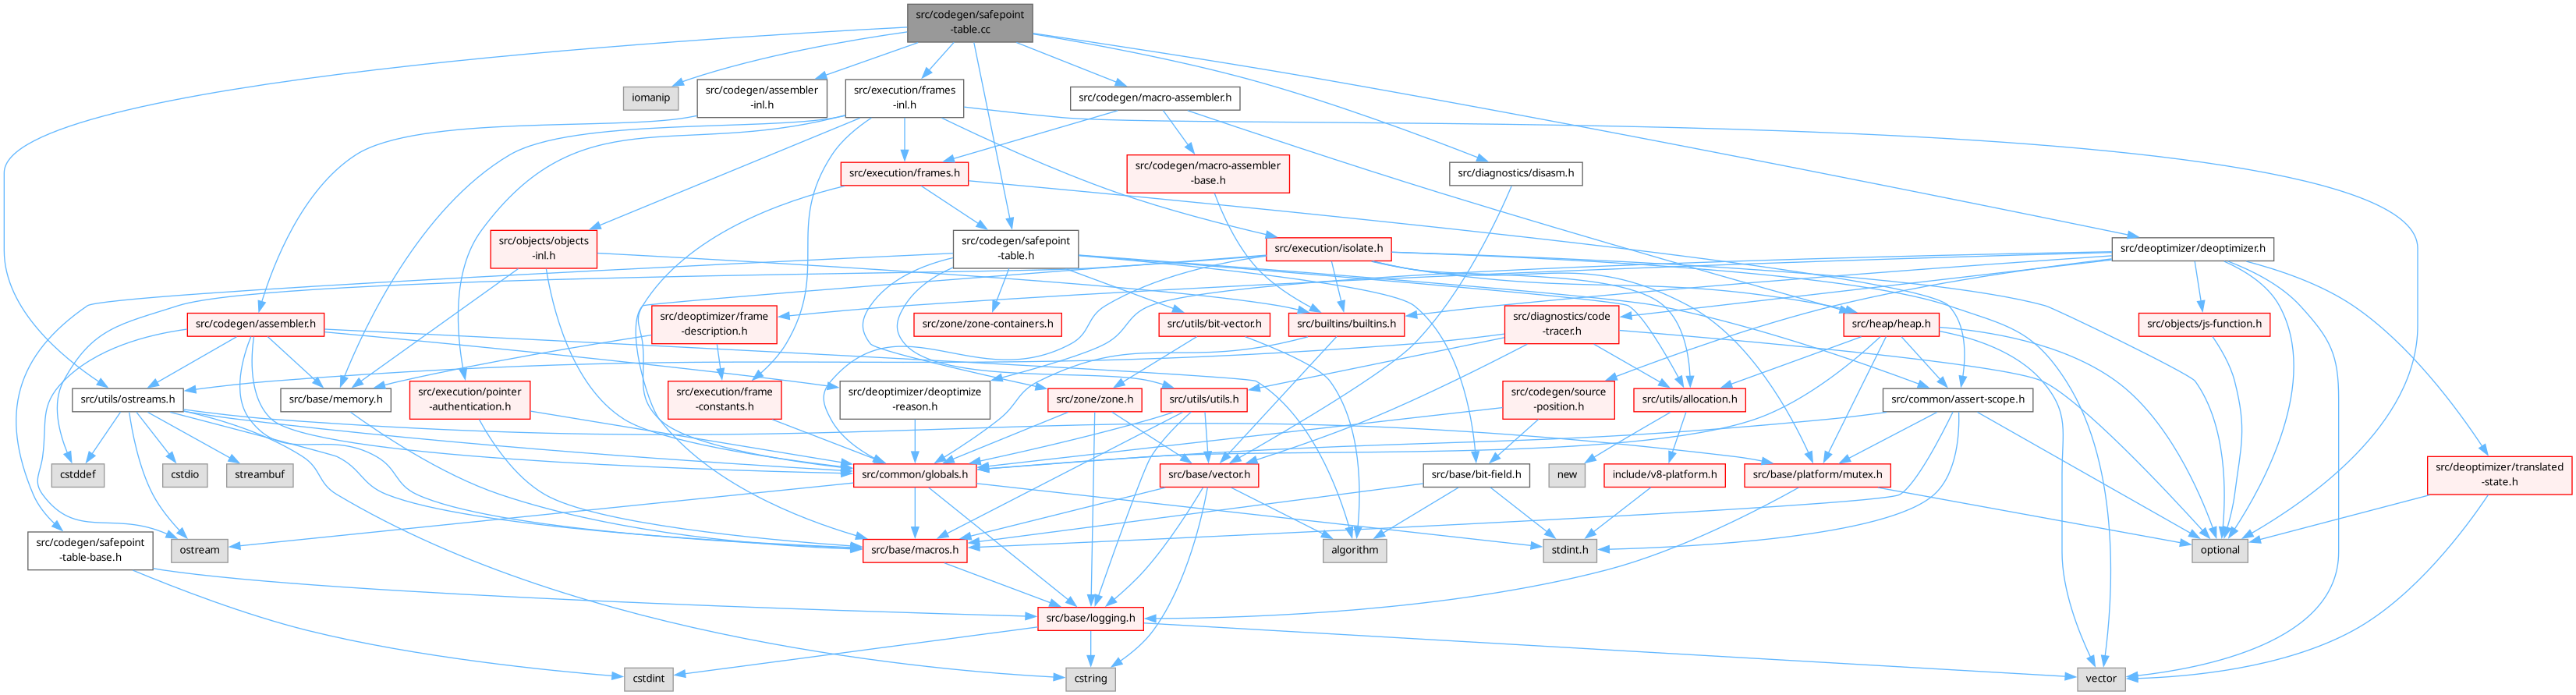 src/codegen/safepoint
-table.cc
iomanip
src/codegen/assembler
-inl.h
src/execution/frames
-inl.h
src/codegen/macro-assembler.h
src/execution/frames.h
src/codegen/macro-assembler
-base.h
src/diagnostics/disasm.h
src/objects/objects
-inl.h
src/codegen/safepoint
-table.h
src/execution/isolate.h
src/deoptimizer/deoptimizer.h
src/codegen/assembler.h
src/deoptimizer/frame
-description.h
src/zone/zone-containers.h
src/utils/bit-vector.h
src/builtins/builtins.h
src/diagnostics/code
-tracer.h
src/heap/heap.h
src/objects/js-function.h
src/utils/ostreams.h
src/base/memory.h
src/execution/pointer
-authentication.h
src/execution/frame
-constants.h
src/deoptimizer/deoptimize
-reason.h
src/zone/zone.h
src/utils/utils.h
src/codegen/source
-position.h
src/utils/allocation.h
src/common/assert-scope.h
cstddef
cstdio
streambuf
src/common/globals.h
src/base/vector.h
src/base/bit-field.h
new
include/v8-platform.h
src/base/platform/mutex.h
src/deoptimizer/translated
-state.h
src/codegen/safepoint
-table-base.h
ostream
src/base/macros.h
algorithm
stdint.h
optional
src/base/logging.h
cstdint
cstring
vector